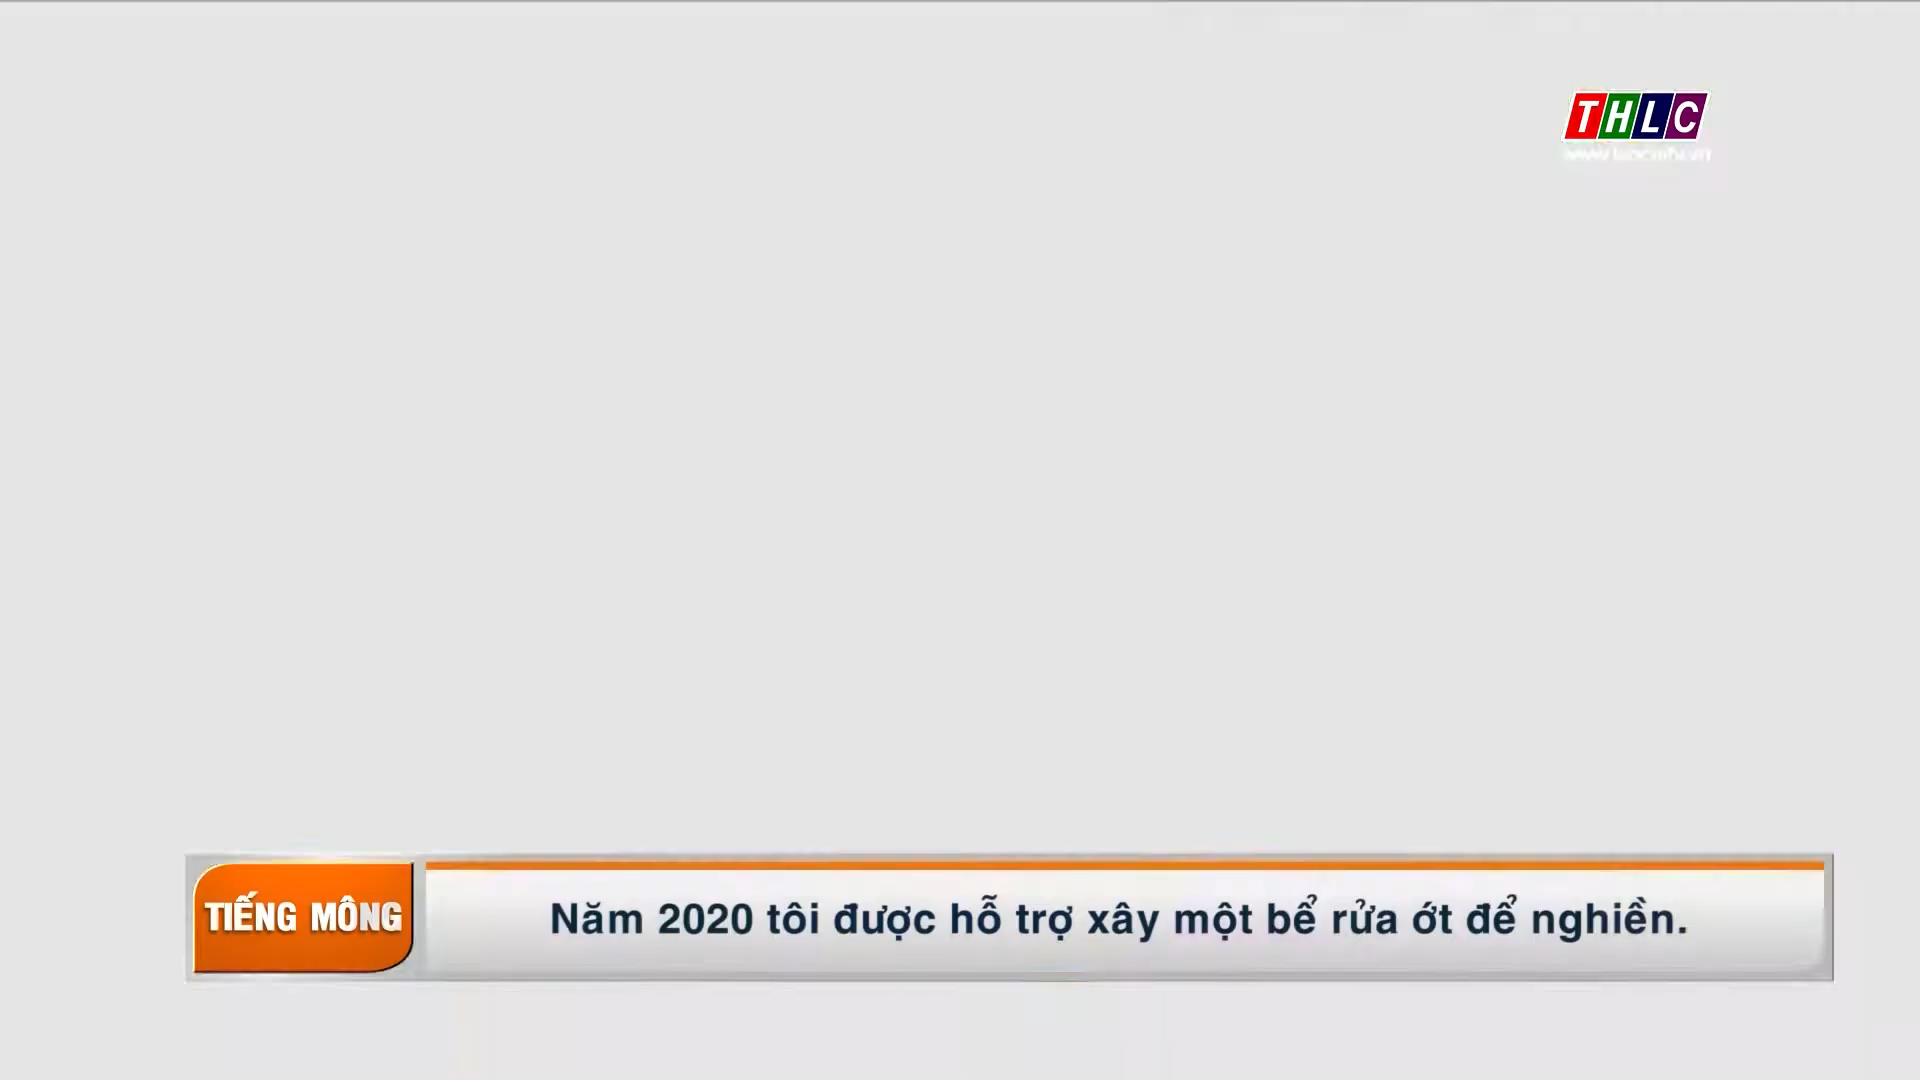 THLC
TIẾNG MÔNG
Năm 2020 tôi được hỗ trợ xây một bể rửa ớt để nghiền.